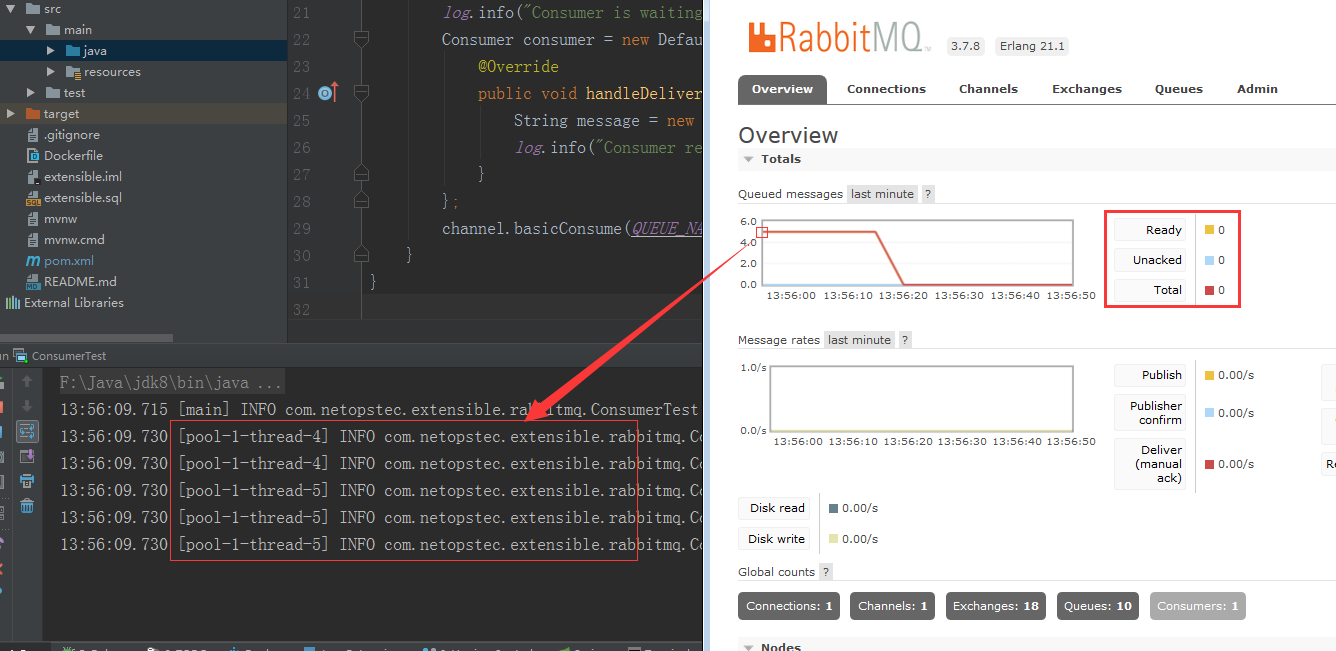 src
main
java
resources
test
target
.gitignore
Dockerfile
extensible.iml
extensible.sql
mvnw
mvnw.cmd
pom.xml
README.md
External Libraries
21 log.info("Consumer is waiting
22 Consumer consumer = new Defau
23 @Override
24 public void handleDeliver
25 String message = new
26 log.info("Consumer re
27 }
28 };
29 channel.basicConsume(QUEUE_NA
30 }
31 }
32
ConsumerTest
F:\Java\jdk8\bin\java ...
13:56:09.715 [main] INFO com.netopstec.extensible.rabbitmq.ConsumerTest
13:56:09.730 [pool-1-thread-4] INFO com.netopstec.extensible.rabbitmq.Co
13:56:09.730 [pool-1-thread-4] INFO com.netopstec.extensible.rabbitmq.Co
13:56:09.730 [pool-1-thread-5] INFO com.netopstec.extensible.rabbitmq.Co
13:56:09.730 [pool-1-thread-5] INFO com.netopstec.extensible.rabbitmq.Co
13:56:09.730 [pool-1-thread-5] INFO com.netopstec.extensible.rabbitmq.Co
RabbitMQ 3.7.8 Erlang 21.1
Overview Connections Channels Exchanges Queues Admin
Overview
Totals
Queued messages last minute ?
6.0
4.0
2.0
0.0
13:56:00 13:56:10 13:56:20 13:56:30 13:56:40 13:56:50
Ready 0
Unacked 0
Total 0
Message rates last minute ?
1.0/s
0.0/s
13:56:00 13:56:10 13:56:20 13:56:30 13:56:40 13:56:50
Publish 0.00/s
Publisher confirm 0.00/s
Deliver (manual ack) 0.00/s
Re
Disk read 0.00/s
Disk write 0.00/s
Global counts ?
Connections: 1 Channels: 1 Exchanges: 18 Queues: 10 Consumers: 1
Nodes